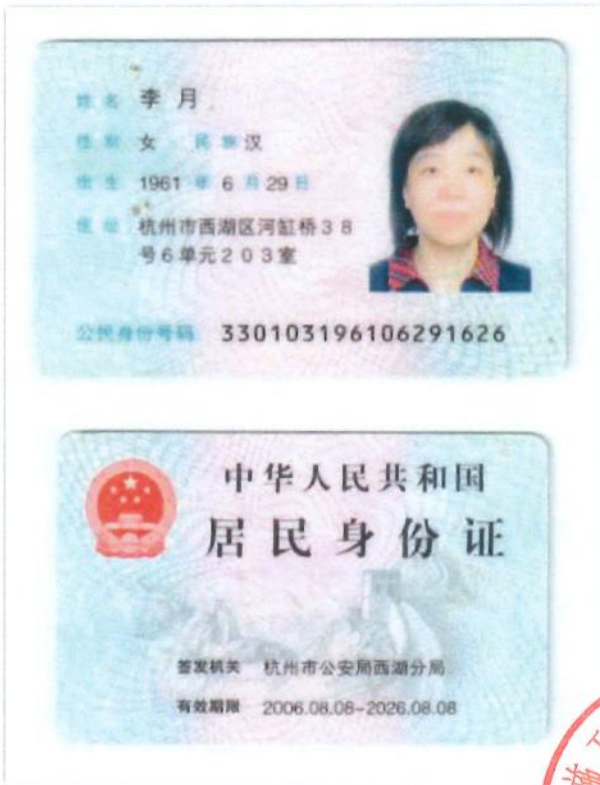 姓名 李月
性别 女 民族 汉
出生 1961 年 6 月 29 日
住址 杭州市西湖区河缸桥38
号6单元203室
公民身份号码 330103196106291626
中华人民共和国
居民身份证
签发机关 杭州市公安局西湖分局
有效期限 2006.08.08-2026.08.08